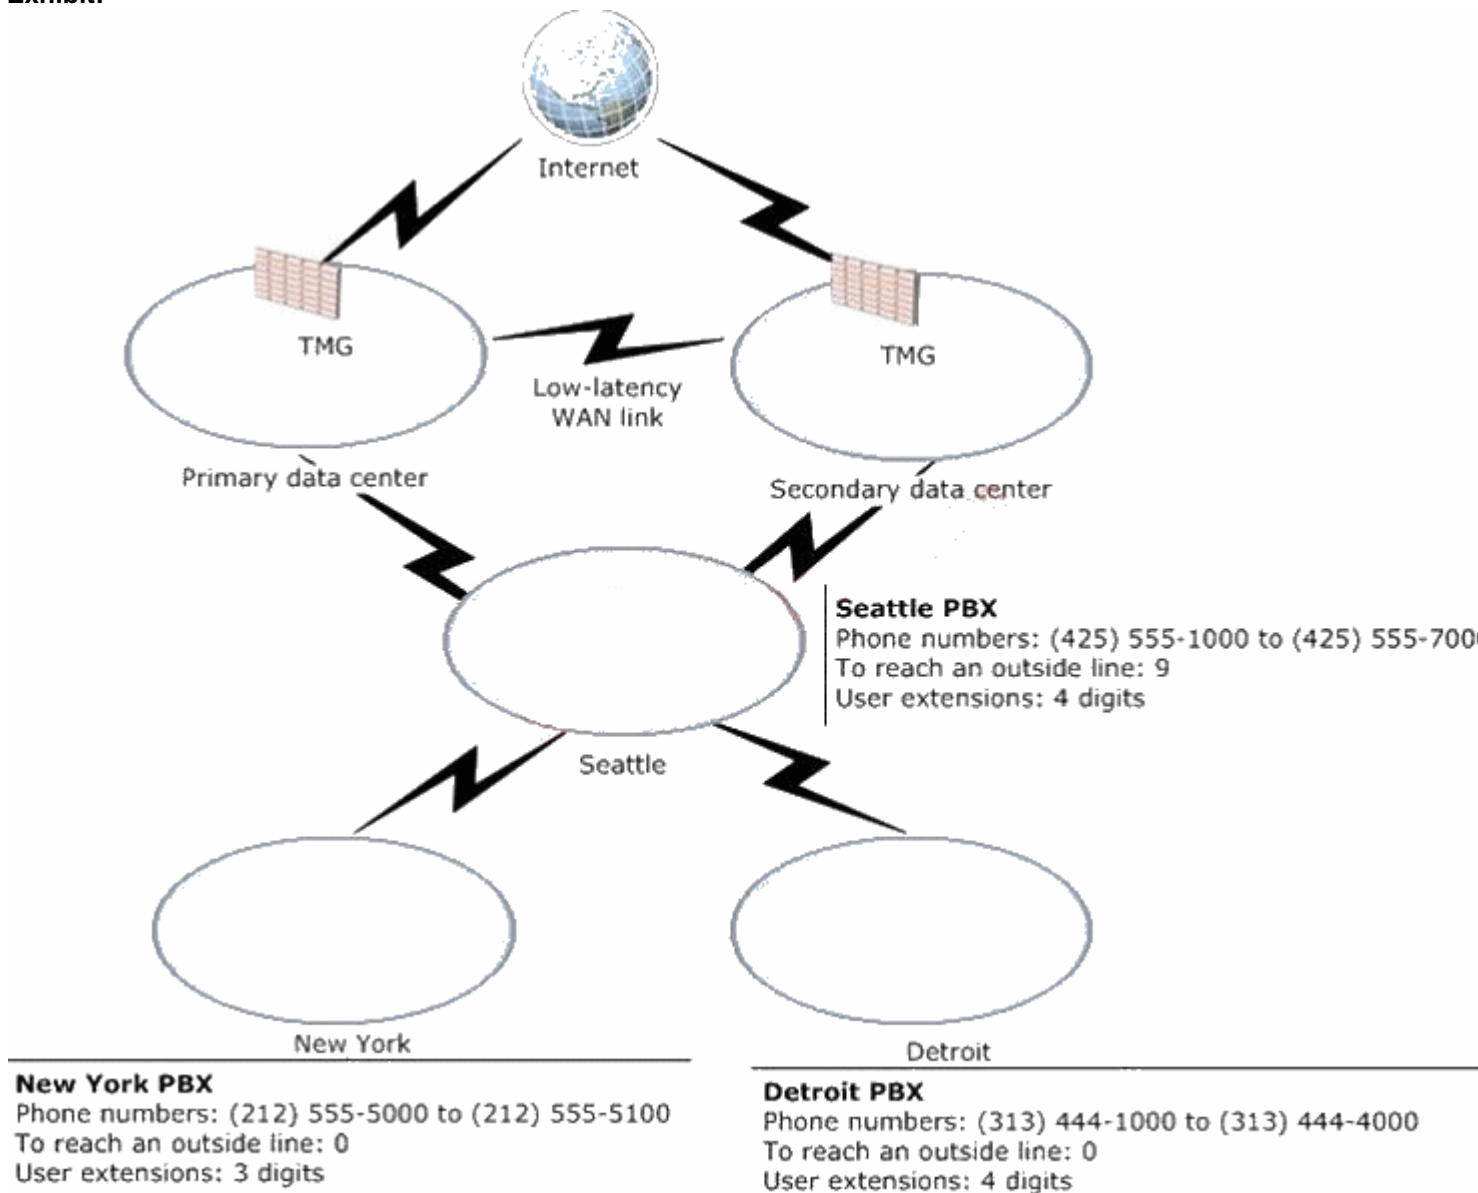 Exhibit:
Internet
TMG
TMG
Low-latency
WAN link
Primary data center
Secondary data center
Seattle PBX
Phone numbers: (425) 555-1000 to (425) 555-700
To reach an outside line: 9
User extensions: 4 digits
Seattle
New York
Detroit
New York PBX
Phone numbers: (212) 555-5000 to (212) 555-5100
To reach an outside line: 0
User extensions: 3 digits
Detroit PBX
Phone numbers: (313) 444-1000 to (313) 444-4000
To reach an outside line: 0
User extensions: 4 digits